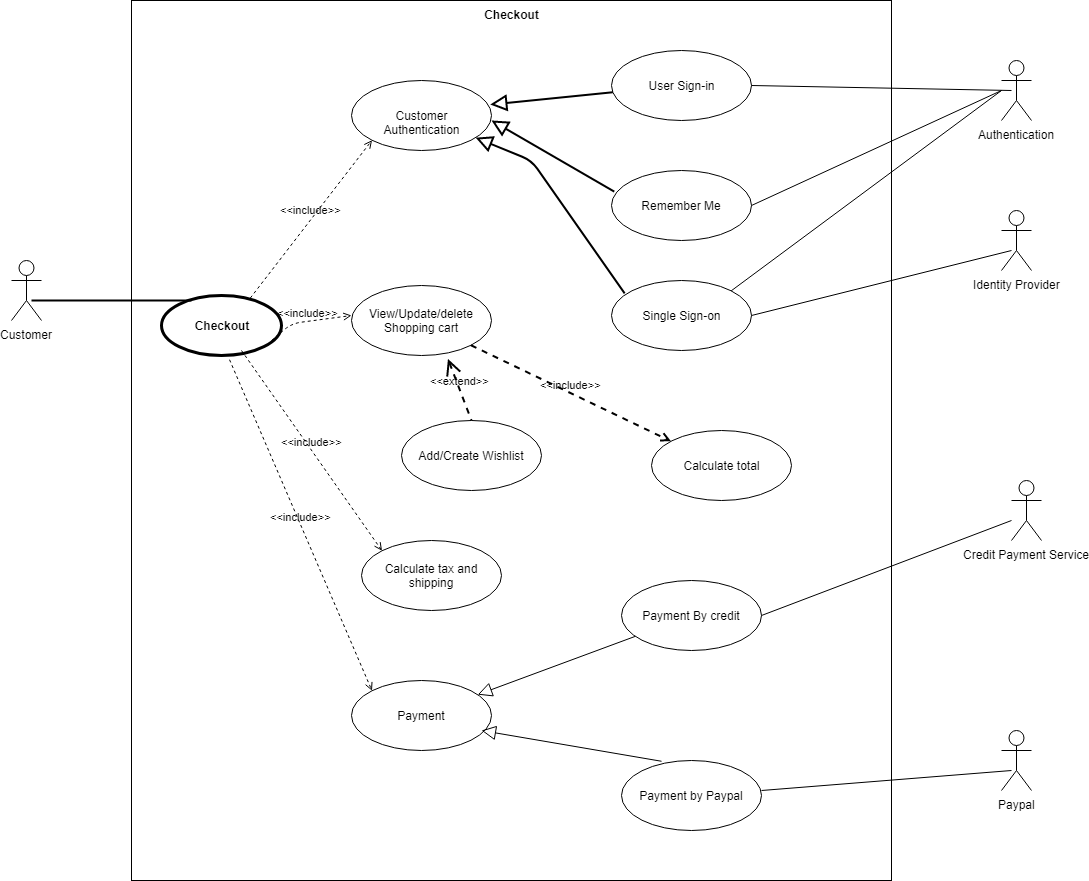 Checkout
User Sign-in
Customer
Authentication
Authentication
Remember Me
<<include>>
Identity Provider
Customer
Checkout
<<include>>
View/Update/delete
Shopping cart
Single Sign-on
<<extend>>
<<include>>
Add/Create Wishlist
Calculate total
<<include>>
<<include>>
Credit Payment Service
Calculate tax and
shipping
Payment By credit
Payment
Payment by Paypal
Paypal